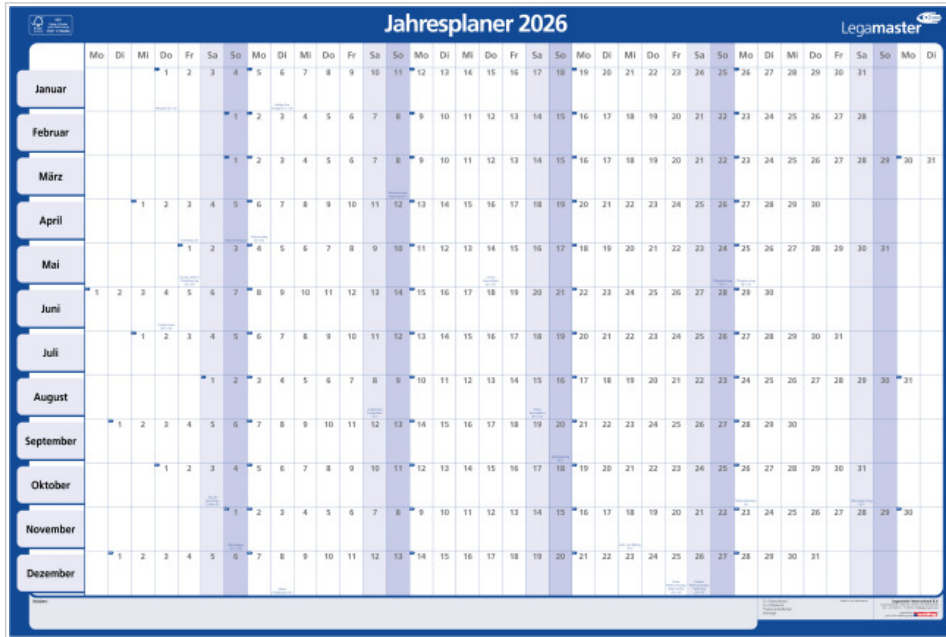 Jahresplaner 2026
Legamaster
Mo Di Mi Do Fr Sa So Mo Di Mi Do Fr Sa So Mo Di Mi Do Fr Sa So Mo Di Mi Do Fr Sa So Mo Di Mi Do Fr Sa So Mo Di
Januar 1 2 3 4 5 6 7 8 9 10 11 12 13 14 15 16 17 18 19 20 21 22 23 24 25 26 27 28 29 30 31
Februar 1 2 3 4 5 6 7 8 9 10 11 12 13 14 15 16 17 18 19 20 21 22 23 24 25 26 27 28
März 1 2 3 4 5 6 7 8 9 10 11 12 13 14 15 16 17 18 19 20 21 22 23 24 25 26 27 28 29 30 31
April 1 2 3 4 5 6 7 8 9 10 11 12 13 14 15 16 17 18 19 20 21 22 23 24 25 26 27 28 29 30
Mai 1 2 3 4 5 6 7 8 9 10 11 12 13 14 15 16 17 18 19 20 21 22 23 24 25 26 27 28 29 30 31
Juni 1 2 3 4 5 6 7 8 9 10 11 12 13 14 15 16 17 18 19 20 21 22 23 24 25 26 27 28 29 30
Juli 1 2 3 4 5 6 7 8 9 10 11 12 13 14 15 16 17 18 19 20 21 22 23 24 25 26 27 28 29 30 31
August 1 2 3 4 5 6 7 8 9 10 11 12 13 14 15 16 17 18 19 20 21 22 23 24 25 26 27 28 29 30 31
September 1 2 3 4 5 6 7 8 9 10 11 12 13 14 15 16 17 18 19 20 21 22 23 24 25 26 27 28 29 30
Oktober 1 2 3 4 5 6 7 8 9 10 11 12 13 14 15 16 17 18 19 20 21 22 23 24 25 26 27 28 29 30 31
November 1 2 3 4 5 6 7 8 9 10 11 12 13 14 15 16 17 18 19 20 21 22 23 24 25 26 27 28 29 30
Dezember 1 2 3 4 5 6 7 8 9 10 11 12 13 14 15 16 17 18 19 20 21 22 23 24 25 26 27 28 29 30 31